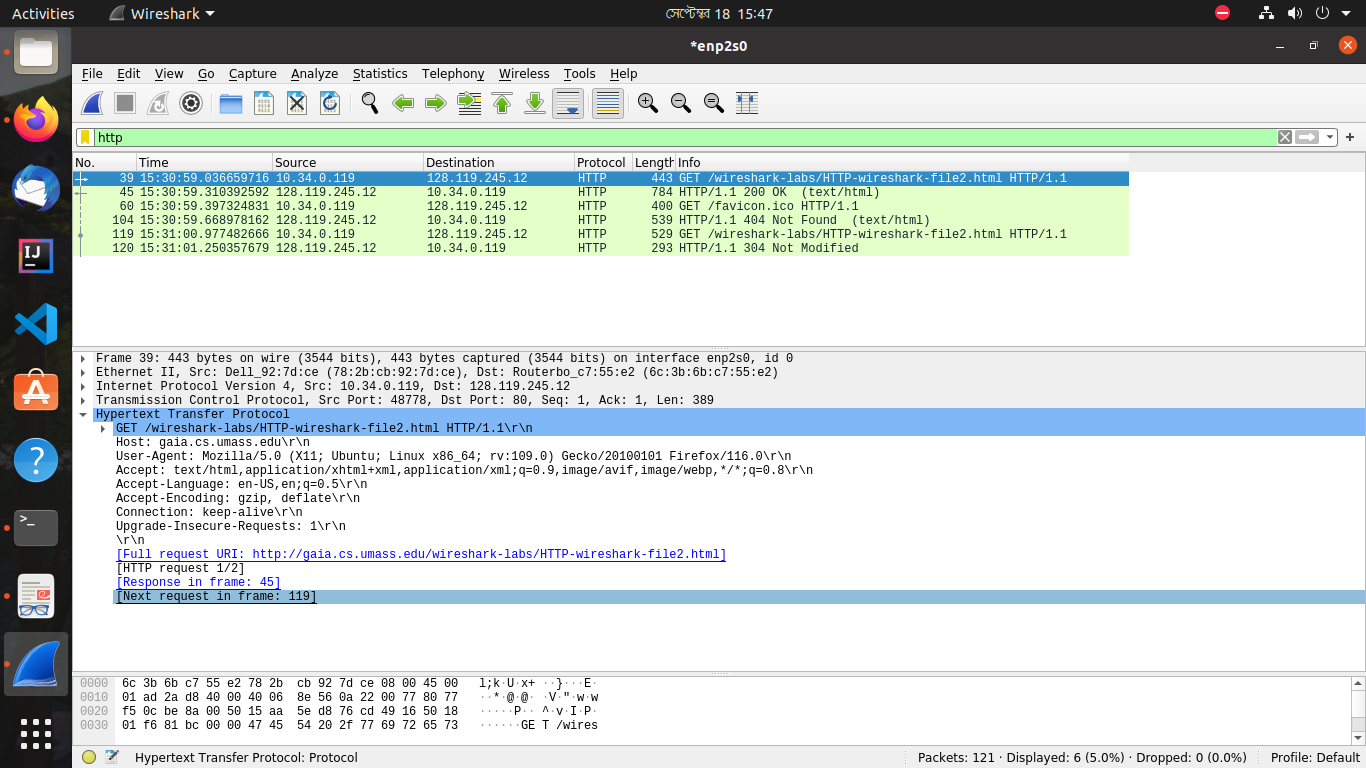 Activities Wireshark সেপ্টেম্বর 18 15:47
*enp2s0
File Edit View Go Capture Analyze Statistics Telephony Wireless Tools Help
http
No. Time Source Destination Protocol Length Info
39 15:30:59.036659716 10.34.0.119 128.119.245.12 HTTP 443 GET /wireshark-labs/HTTP-wireshark-file2.html HTTP/1.1
45 15:30:59.310392592 128.119.245.12 10.34.0.119 HTTP 784 HTTP/1.1 200 OK (text/html)
60 15:30:59.397324831 10.34.0.119 128.119.245.12 HTTP 400 GET /favicon.ico HTTP/1.1
104 15:30:59.668978162 128.119.245.12 10.34.0.119 HTTP 539 HTTP/1.1 404 Not Found (text/html)
119 15:31:00.977482666 10.34.0.119 128.119.245.12 HTTP 529 GET /wireshark-labs/HTTP-wireshark-file2.html HTTP/1.1
120 15:31:01.250357679 128.119.245.12 10.34.0.119 HTTP 293 HTTP/1.1 304 Not Modified
Frame 39: 443 bytes on wire (3544 bits), 443 bytes captured (3544 bits) on interface enp2s0, id 0
Ethernet II, Src: Dell_92:7d:ce (78:2b:cb:92:7d:ce), Dst: Routerbo_c7:55:e2 (6c:3b:6b:c7:55:e2)
Internet Protocol Version 4, Src: 10.34.0.119, Dst: 128.119.245.12
Transmission Control Protocol, Src Port: 48778, Dst Port: 80, Seq: 1, Ack: 1, Len: 389
Hypertext Transfer Protocol
GET /wireshark-labs/HTTP-wireshark-file2.html HTTP/1.1\r\n
Host: gaia.cs.umass.edu\r\n
User-Agent: Mozilla/5.0 (X11; Ubuntu; Linux x86_64; rv:109.0) Gecko/20100101 Firefox/116.0\r\n
Accept: text/html,application/xhtml+xml,application/xml;q=0.9,image/avif,image/webp,*/*;q=0.8\r\n
Accept-Language: en-US,en;q=0.5\r\n
Accept-Encoding: gzip, deflate\r\n
Connection: keep-alive\r\n
Upgrade-Insecure-Requests: 1\r\n
\r\n
[Full request URI: http://gaia.cs.umass.edu/wireshark-labs/HTTP-wireshark-file2.html]
[HTTP request 1/2]
[Response in frame: 45]
[Next request in frame: 119]
0000 6c 3b 6b c7 55 e2 78 2b cb 92 7d ce 08 00 45 00 l;k·U·x+ ··}···E·
0010 01 ad 2a d8 40 00 40 06 8e 56 0a 22 00 77 80 77 ··*·@·@· ·V·"·w·w
0020 f5 0c be 8a 00 50 15 aa 5e d8 76 cd 49 16 50 18 ·····P·· ^·v·I·P·
0030 01 f6 81 bc 00 00 47 45 54 20 2f 77 69 72 65 73 ······GE T /wires
Hypertext Transfer Protocol: Protocol Packets: 121 · Displayed: 6 (5.0%) · Dropped: 0 (0.0%) Profile: Default